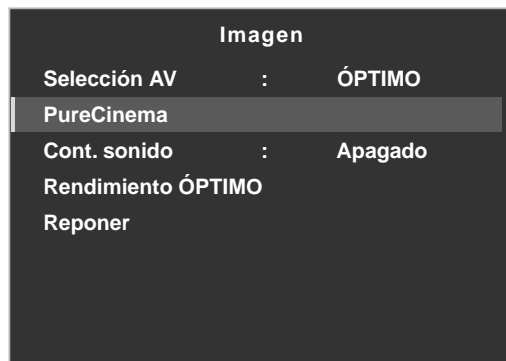 Imagen
Selección AV : ÓPTIMO
PureCinema
Cont. sonido : Apagado
Rendimiento ÓPTIMO
Reponer